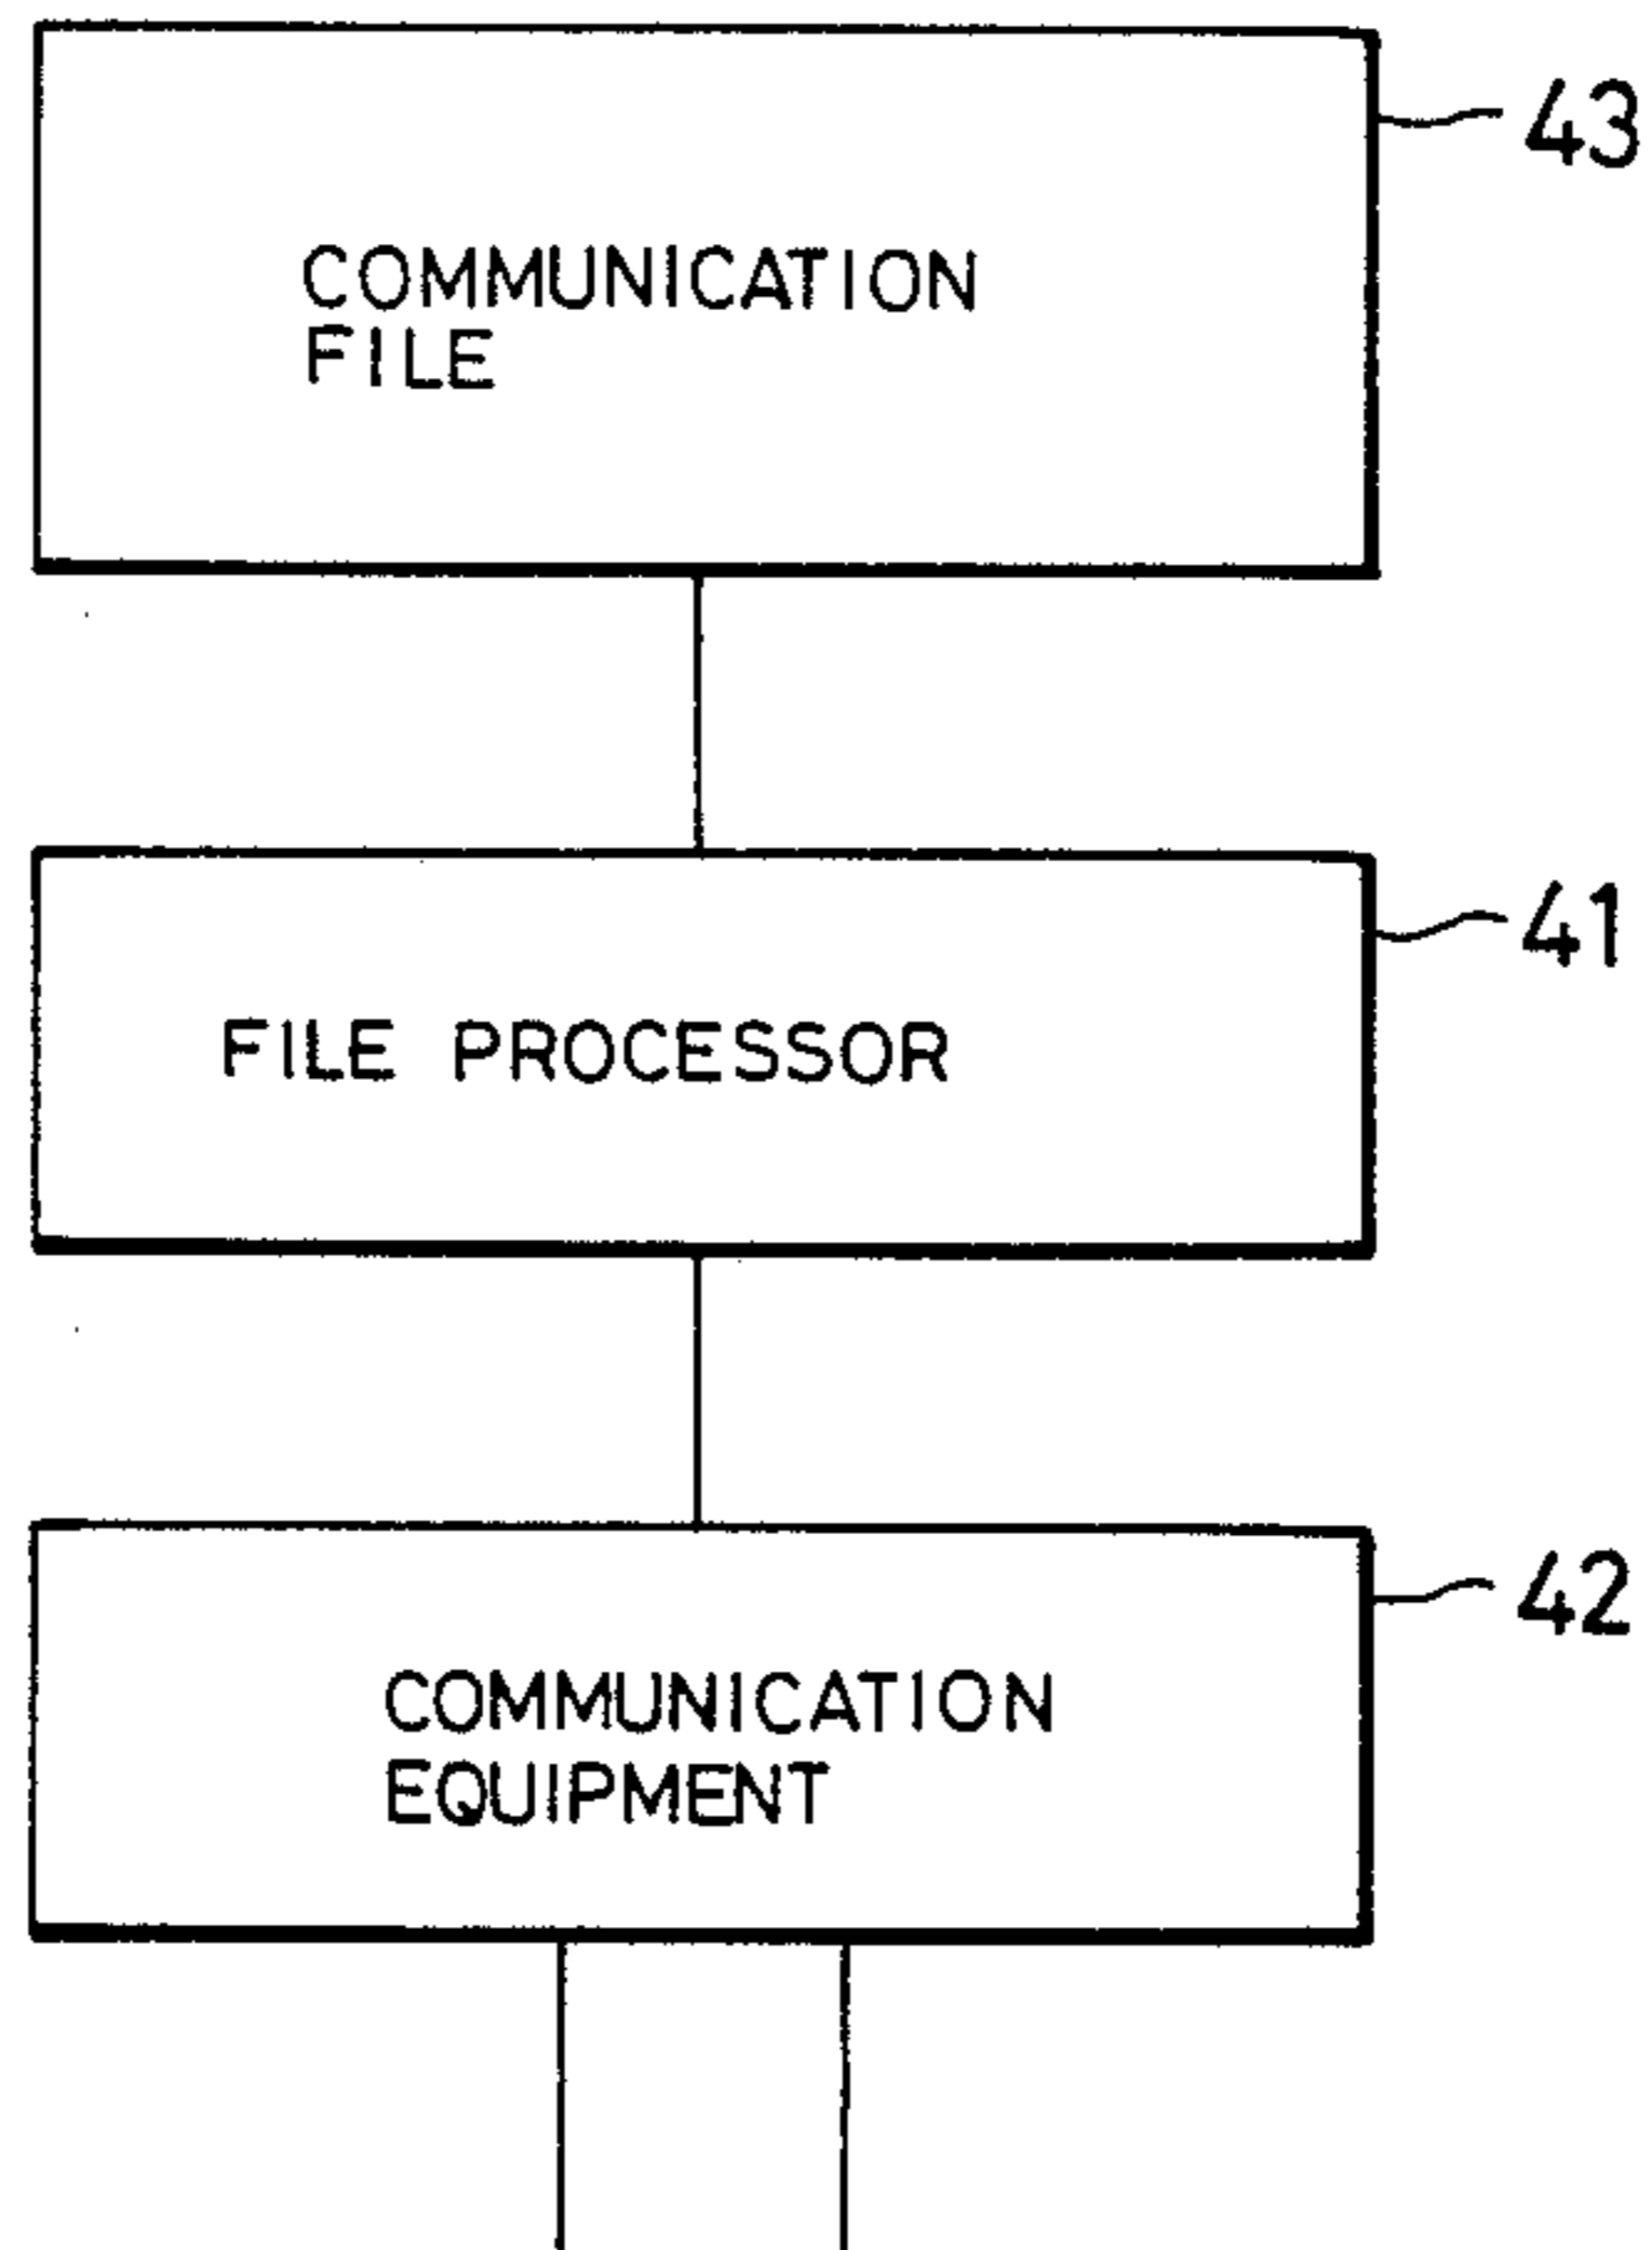 43
COMMUNICATION
FILE
41
FILE PROCESSOR
42
COMMUNICATION
EQUIPMENT